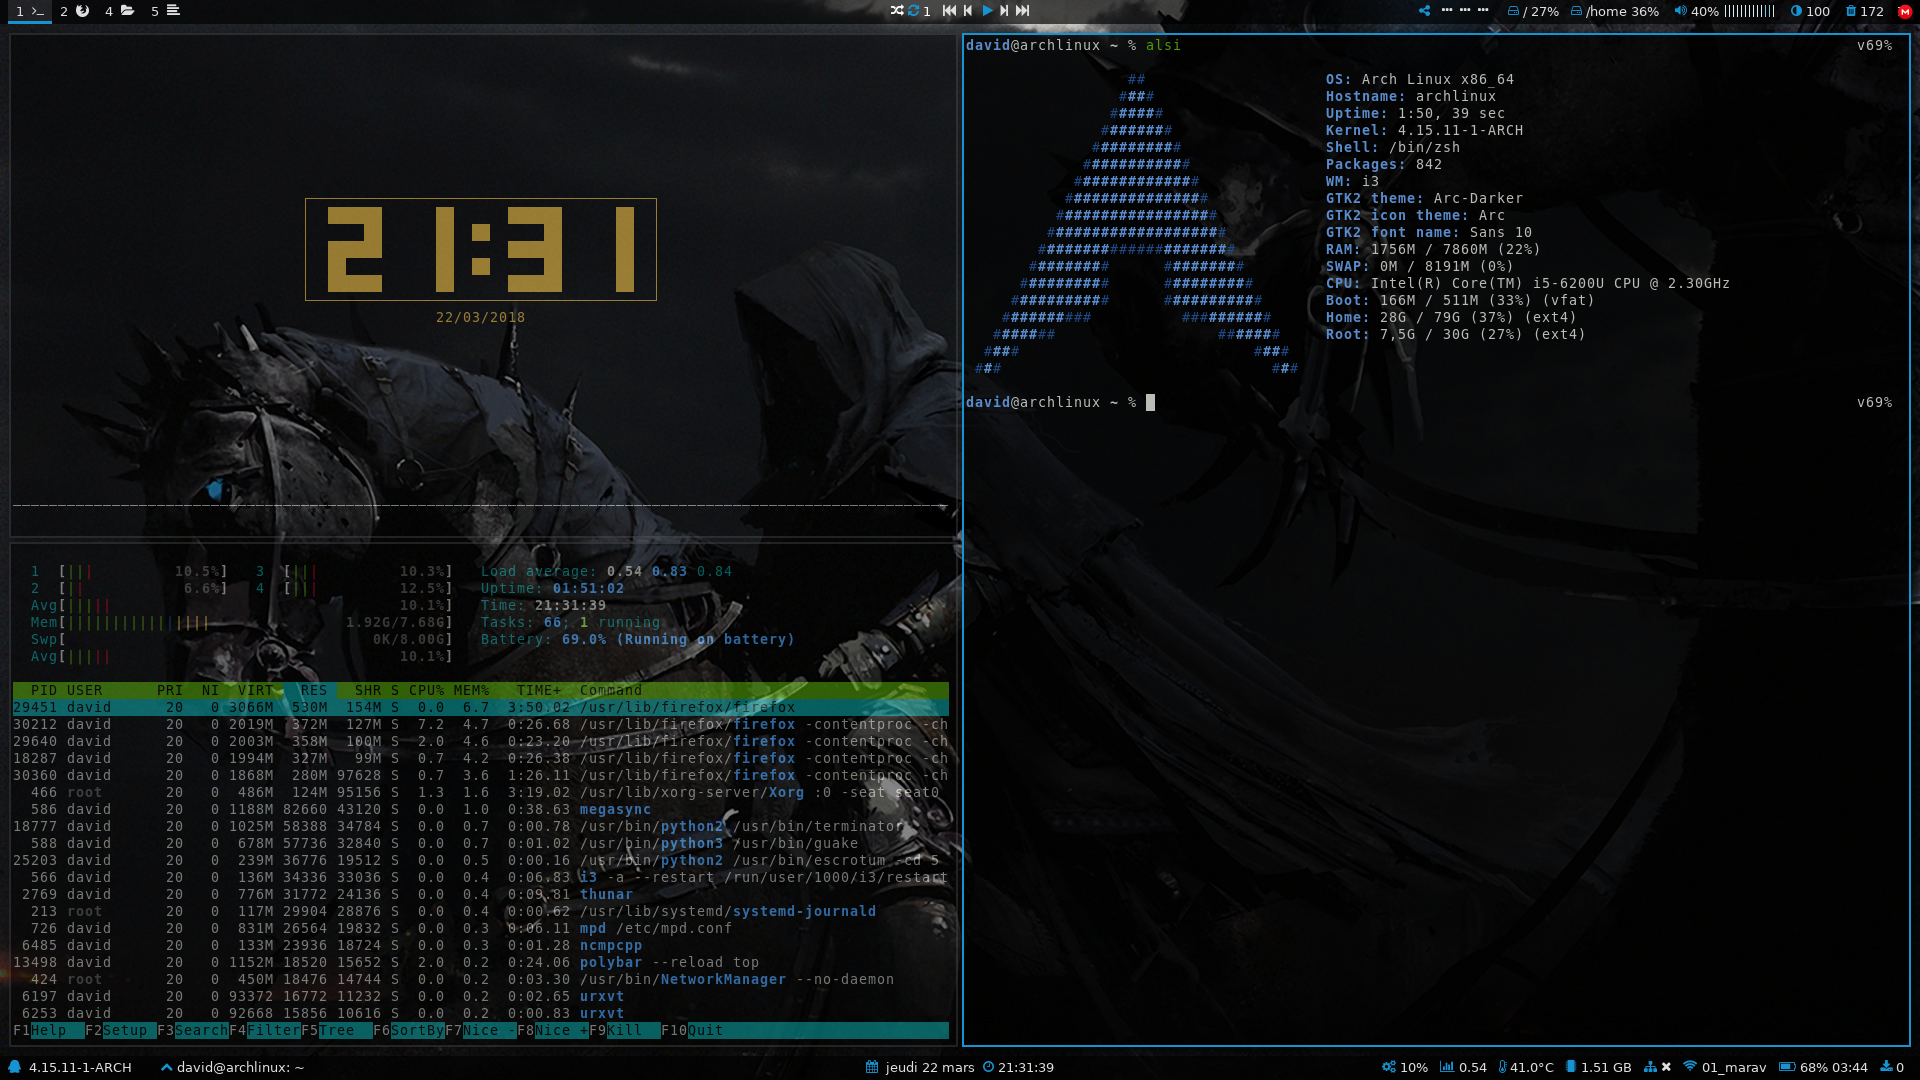 1 2 4 5 1 / 27% /home 36% 40% 100 172
21:31
22/03/2018
1 [||| 10.5%] 3 [||| 10.3%] Load average: 0.54 0.83 0.84
2 [|| 6.6%] 4 [||| 12.5%] Uptime: 01:51:02
Avg[||||| 10.1%] Time: 21:31:39
Mem[|||||||||||||||| 1.92G/7.68G] Tasks: 66; 1 running
Swp[ 0K/8.00G] Battery: 69.0% (Running on battery)
Avg[||||| 10.1%]
PID USER PRI NI VIRT RES SHR S CPU% MEM% TIME+ Command
29451 david 20 0 3066M 530M 154M S 0.0 6.7 3:50.02 /usr/lib/firefox/firefox
30212 david 20 0 2019M 372M 127M S 7.2 4.7 0:26.68 /usr/lib/firefox/firefox -contentproc -ch
29640 david 20 0 2003M 358M 100M S 2.0 4.6 0:23.20 /usr/lib/firefox/firefox -contentproc -ch
18287 david 20 0 1994M 327M 99M S 0.7 4.2 0:26.38 /usr/lib/firefox/firefox -contentproc -ch
30360 david 20 0 1868M 280M 97628 S 0.7 3.6 1:26.11 /usr/lib/firefox/firefox -contentproc -ch
466 root 20 0 486M 124M 95156 S 1.3 1.6 3:19.02 /usr/lib/xorg-server/Xorg :0 -seat seat0
586 david 20 0 1188M 82660 43120 S 0.0 1.0 0:38.63 megasync
18777 david 20 0 1025M 58388 34784 S 0.0 0.7 0:00.78 /usr/bin/python2 /usr/bin/terminator
588 david 20 0 678M 57736 32840 S 0.0 0.7 0:01.02 /usr/bin/python3 /usr/bin/guake
25203 david 20 0 239M 36776 19512 S 0.0 0.5 0:00.16 /usr/bin/python2 /usr/bin/escrotum -cd 5
566 david 20 0 136M 34336 33036 S 0.0 0.4 0:06.83 i3 -a --restart /run/user/1000/i3/restart
2769 david 20 0 776M 31772 24136 S 0.0 0.4 0:09.81 thunar
213 root 20 0 117M 29904 28876 S 0.0 0.4 0:00.62 /usr/lib/systemd/systemd-journald
726 david 20 0 831M 26564 19832 S 0.0 0.3 0:06.11 mpd /etc/mpd.conf
6485 david 20 0 133M 23936 18724 S 0.0 0.3 0:01.28 ncmpcpp
13498 david 20 0 1152M 18520 15652 S 2.0 0.2 0:24.06 polybar --reload top
424 root 20 0 450M 18476 14744 S 0.0 0.2 0:03.30 /usr/bin/NetworkManager --no-daemon
6197 david 20 0 93372 16772 11232 S 0.0 0.2 0:02.65 urxvt
6253 david 20 0 92668 15856 10616 S 0.0 0.2 0:00.83 urxvt
F1Help F2Setup F3SearchF4FilterF5Tree F6SortByF7Nice -F8Nice +F9Kill F10Quit
david@archlinux ~ % alsi v69%
OS: Arch Linux x86_64
Hostname: archlinux
Uptime: 1:50, 39 sec
Kernel: 4.15.11-1-ARCH
Shell: /bin/zsh
Packages: 842
WM: i3
GTK2 theme: Arc-Darker
GTK2 icon theme: Arc
GTK2 font name: Sans 10
RAM: 1756M / 7860M (22%)
SWAP: 0M / 8191M (0%)
CPU: Intel(R) Core(TM) i5-6200U CPU @ 2.30GHz
Boot: 166M / 511M (33%) (vfat)
Home: 28G / 79G (37%) (ext4)
Root: 7,5G / 30G (27%) (ext4)
david@archlinux ~ % v69%
4.15.11-1-ARCH david@archlinux: ~ jeudi 22 mars 21:31:39 10% 0.54 41.0°C 1.51 GB 01_marav 68% 03:44 0